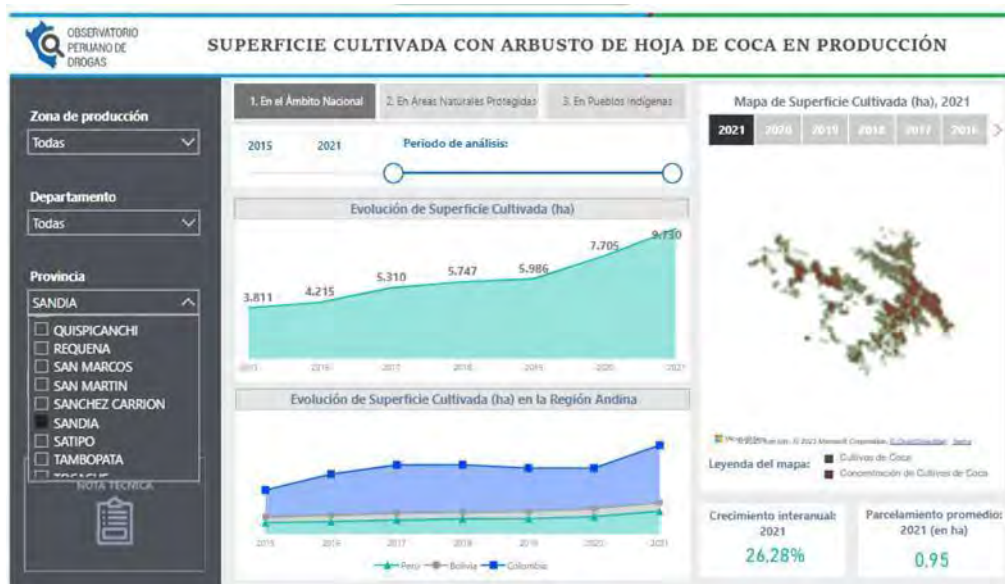 OBSERVATORIO
PERUANO DE
DROGAS
SUPERFICIE CULTIVADA CON ARBUSTO DE HOJA DE COCA EN PRODUCCIÓN
Zona de producción
Todas
Departamento
Todas
Provincia
SANDIA
QUISPICANCHI
REQUENA
SAN MARCOS
SAN MARTIN
SANCHEZ CARRION
SANDIA
SATIPO
TAMBOPATA
NOTA TECNICA
1. En el Ámbito Nacional
2. En Áreas Naturales Protegidas
3. En Pueblos Indígenas
2015 2021 Periodo de análisis:
Evolución de Superficie Cultivada (ha)
3.811 4.215 5.310 5.747 5.986 7.705 9.730
2015 2016 2017 2018 2019 2020 2021
Evolución de Superficie Cultivada (ha) en la Región Andina
2015 2016 2017 2018 2019 2020 2021
Perú Bolivia Colombia
Mapa de Superficie Cultivada (ha), 2021
2021 2020 2019 2018 2017 2016
Microsoft Corporation
Leyenda del mapa:
Cultivos de Coca
Concentración de Cultivos de Coca
Crecimiento interanual:
2021
26,28%
Parcelamiento promedio:
2021 (en ha)
0,95